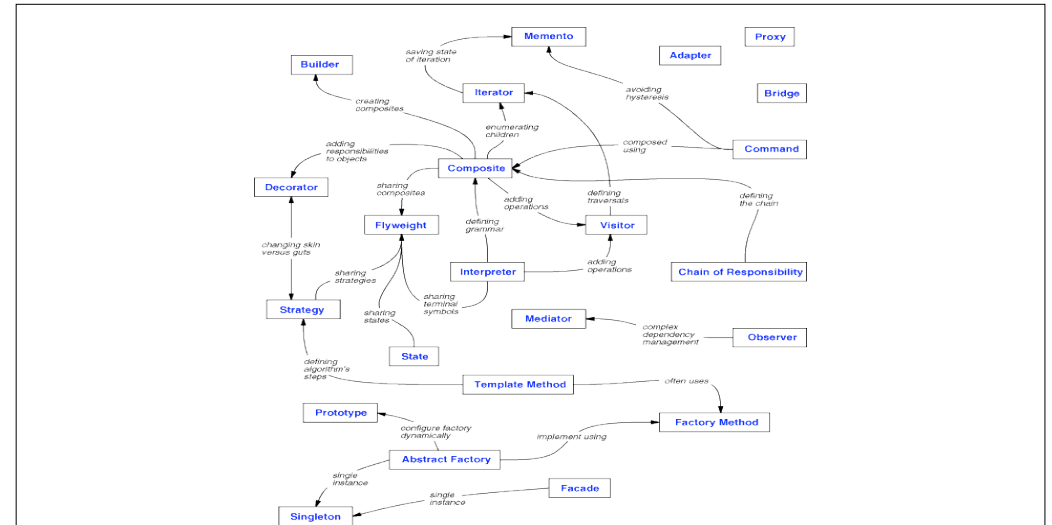 Memento
Proxy
Adapter
saving state
of iteration
Builder
Iterator
avoiding
hysteresis
Bridge
creating
composites
enumerating
children
adding
responsibilities
to objects
composed
using
Command
Composite
Decorator
sharing
composites
adding
operations
defining
traversals
defining
the chain
Flyweight
defining
grammar
Visitor
changing skin
versus guts
adding
operations
sharing
strategies
Interpreter
Chain of Responsibility
Strategy
sharing
states
sharing
terminal
symbols
Mediator
complex
dependency
management
Observer
State
defining
algorithm's
steps
Template Method
often uses
Prototype
configure factory
dynamically
implement using
Factory Method
Abstract Factory
single
instance
Facade
single
instance
Singleton